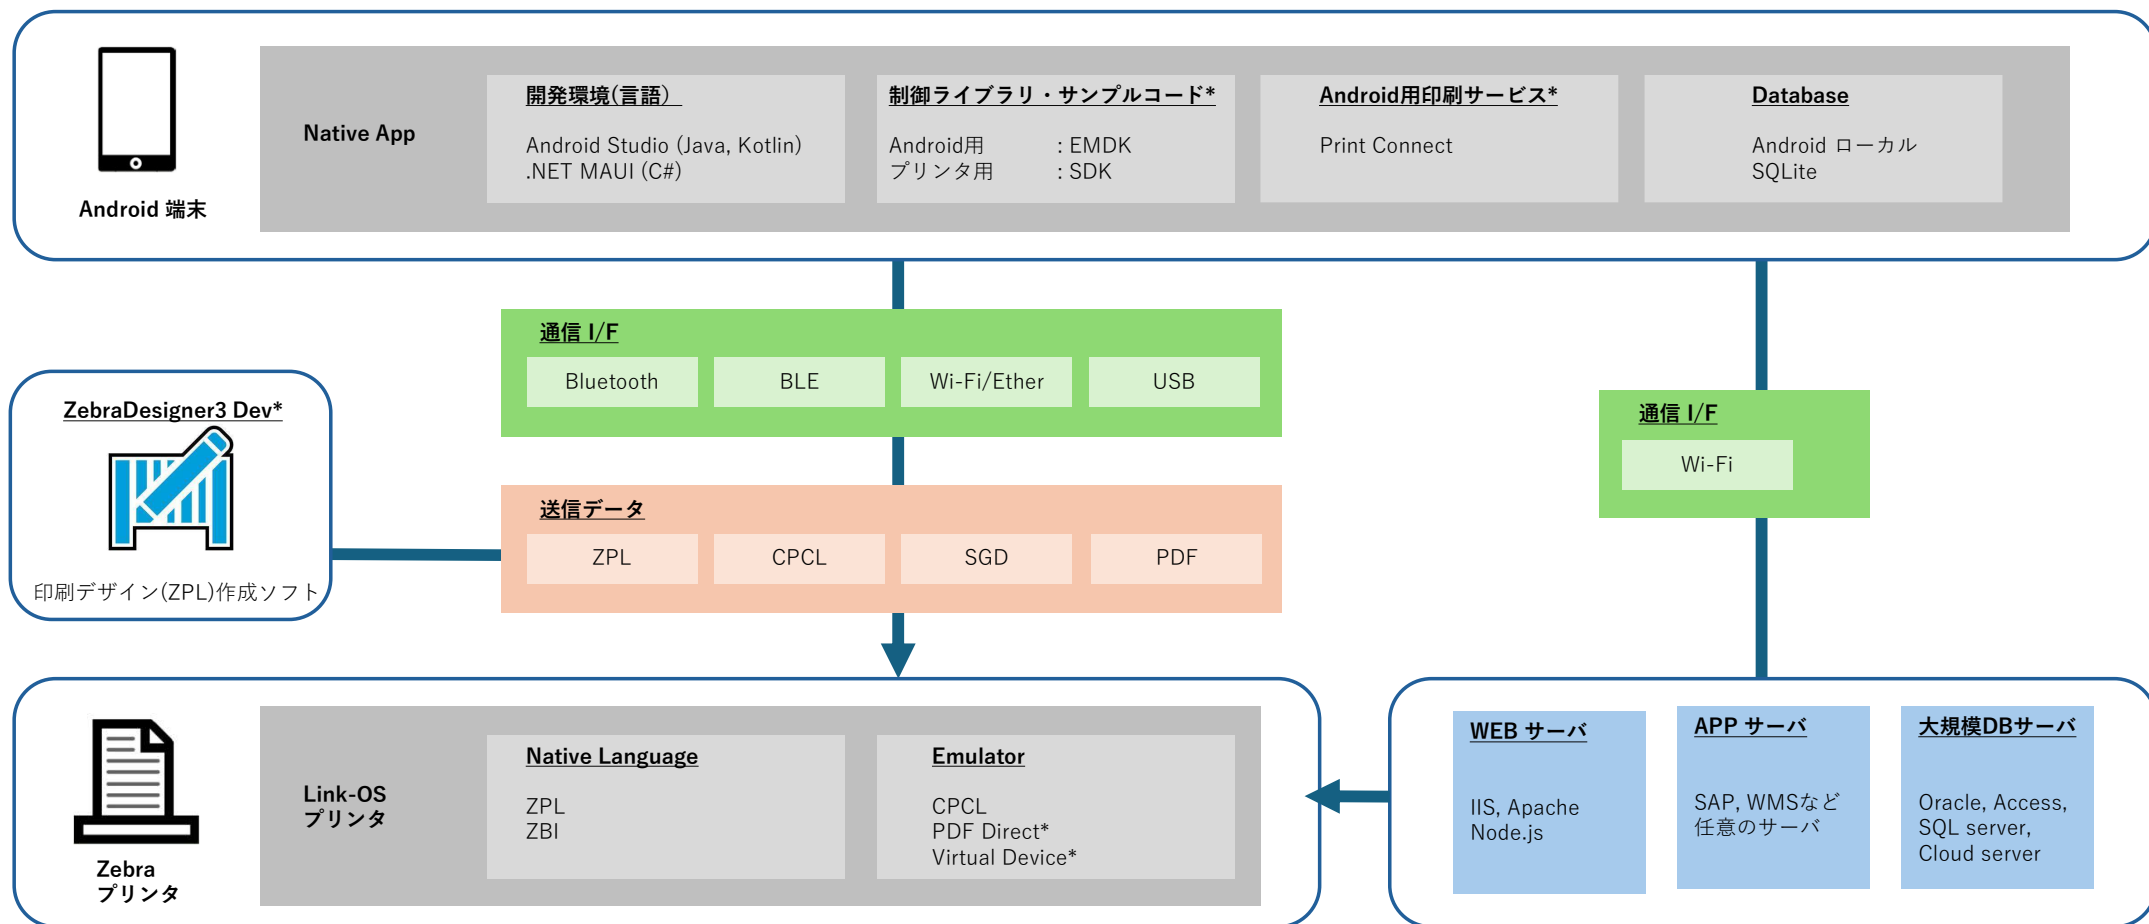 Android 端末
Native App
開発環境(言語)
Android Studio (Java, Kotlin)
.NET MAUI (C#)
制御ライブラリ・サンプルコード*
Android用 : EMDK
プリンタ用 : SDK
Android用印刷サービス*
Print Connect
Database
Android ローカル
SQLite
通信 I/F
Bluetooth
BLE
Wi-Fi/Ether
USB
ZebraDesigner3 Dev*
印刷デザイン(ZPL)作成ソフト
送信データ
ZPL
CPCL
SGD
PDF
通信 I/F
Wi-Fi
Zebra
プリンタ
Link-OS
プリンタ
Native Language
ZPL
ZBI
Emulator
CPCL
PDF Direct*
Virtual Device*
WEB サーバ
IIS, Apache
Node.js
APP サーバ
SAP, WMSなど
任意のサーバ
大規模DBサーバ
Oracle, Access,
SQL server,
Cloud server